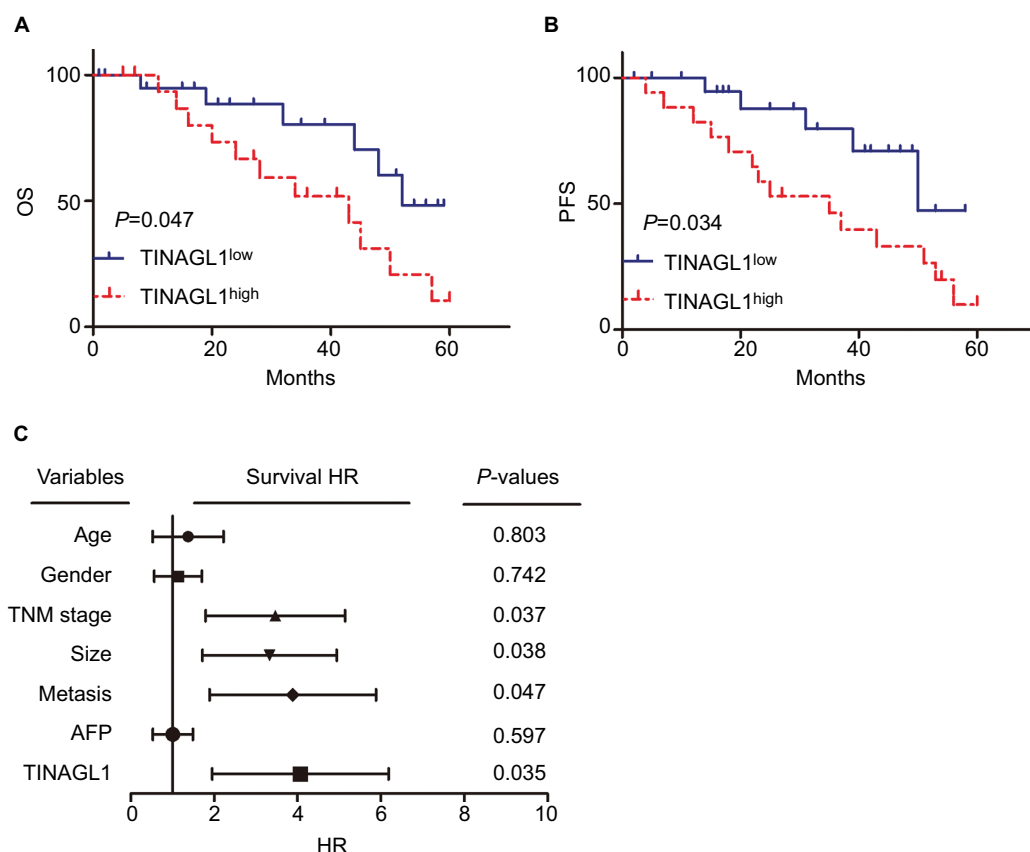 A
100
50
0
OS
P=0.047
TINAGL1low
TINAGL1high
0 20 40 60
Months
B
100
50
0
PFS
P=0.034
TINAGL1low
TINAGL1high
0 20 40 60
Months
C
Variables Survival HR P-values
Age 0.803
Gender 0.742
TNM stage 0.037
Size 0.038
Metasis 0.047
AFP 0.597
TINAGL1 0.035
0 2 4 6 8 10
HR